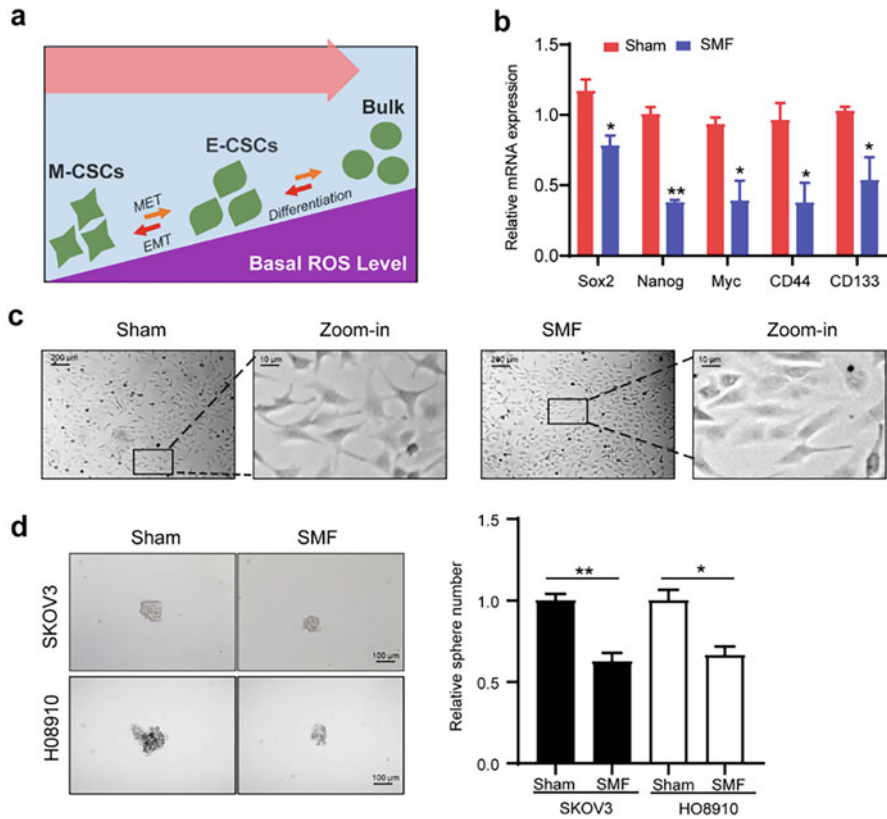 a
Bulk
E-CSCs
M-CSCs
MET
EMT
Differentiation
Basal ROS Level
b
Sham SMF
Relative mRNA expression
1.5
1.0
0.5
0.0
* ** * * *
Sox2 Nanog Myc CD44 CD133
c
Sham Zoom-in SMF Zoom-in
200 μm 10 μm 200 μm 10 μm
d
Sham SMF
SKOV3
100 μm
H08910
100 μm
Relative sphere number
1.5
1.0
0.5
0.0
** *
Sham SMF Sham SMF
SKOV3 HO8910